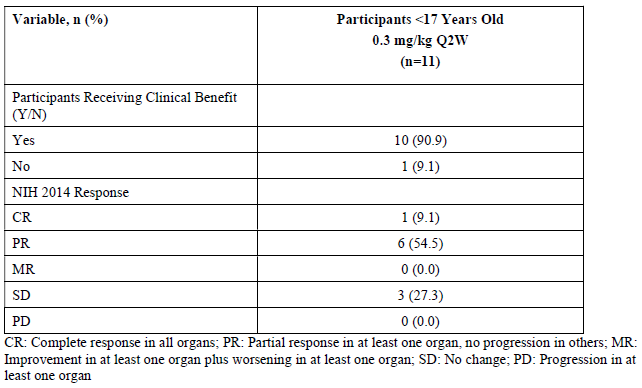 Variable, n (%) Participants <17 Years Old
0.3 mg/kg Q2W
(n=11)
Participants Receiving Clinical Benefit
(Y/N)
Yes 10 (90.9)
No 1 (9.1)
NIH 2014 Response
CR 1 (9.1)
PR 6 (54.5)
MR 0 (0.0)
SD 3 (27.3)
PD 0 (0.0)
CR: Complete response in all organs; PR: Partial response in at least one organ, no progression in others; MR:
Improvement in at least one organ plus worsening in at least one organ; SD: No change; PD: Progression in at
least one organ